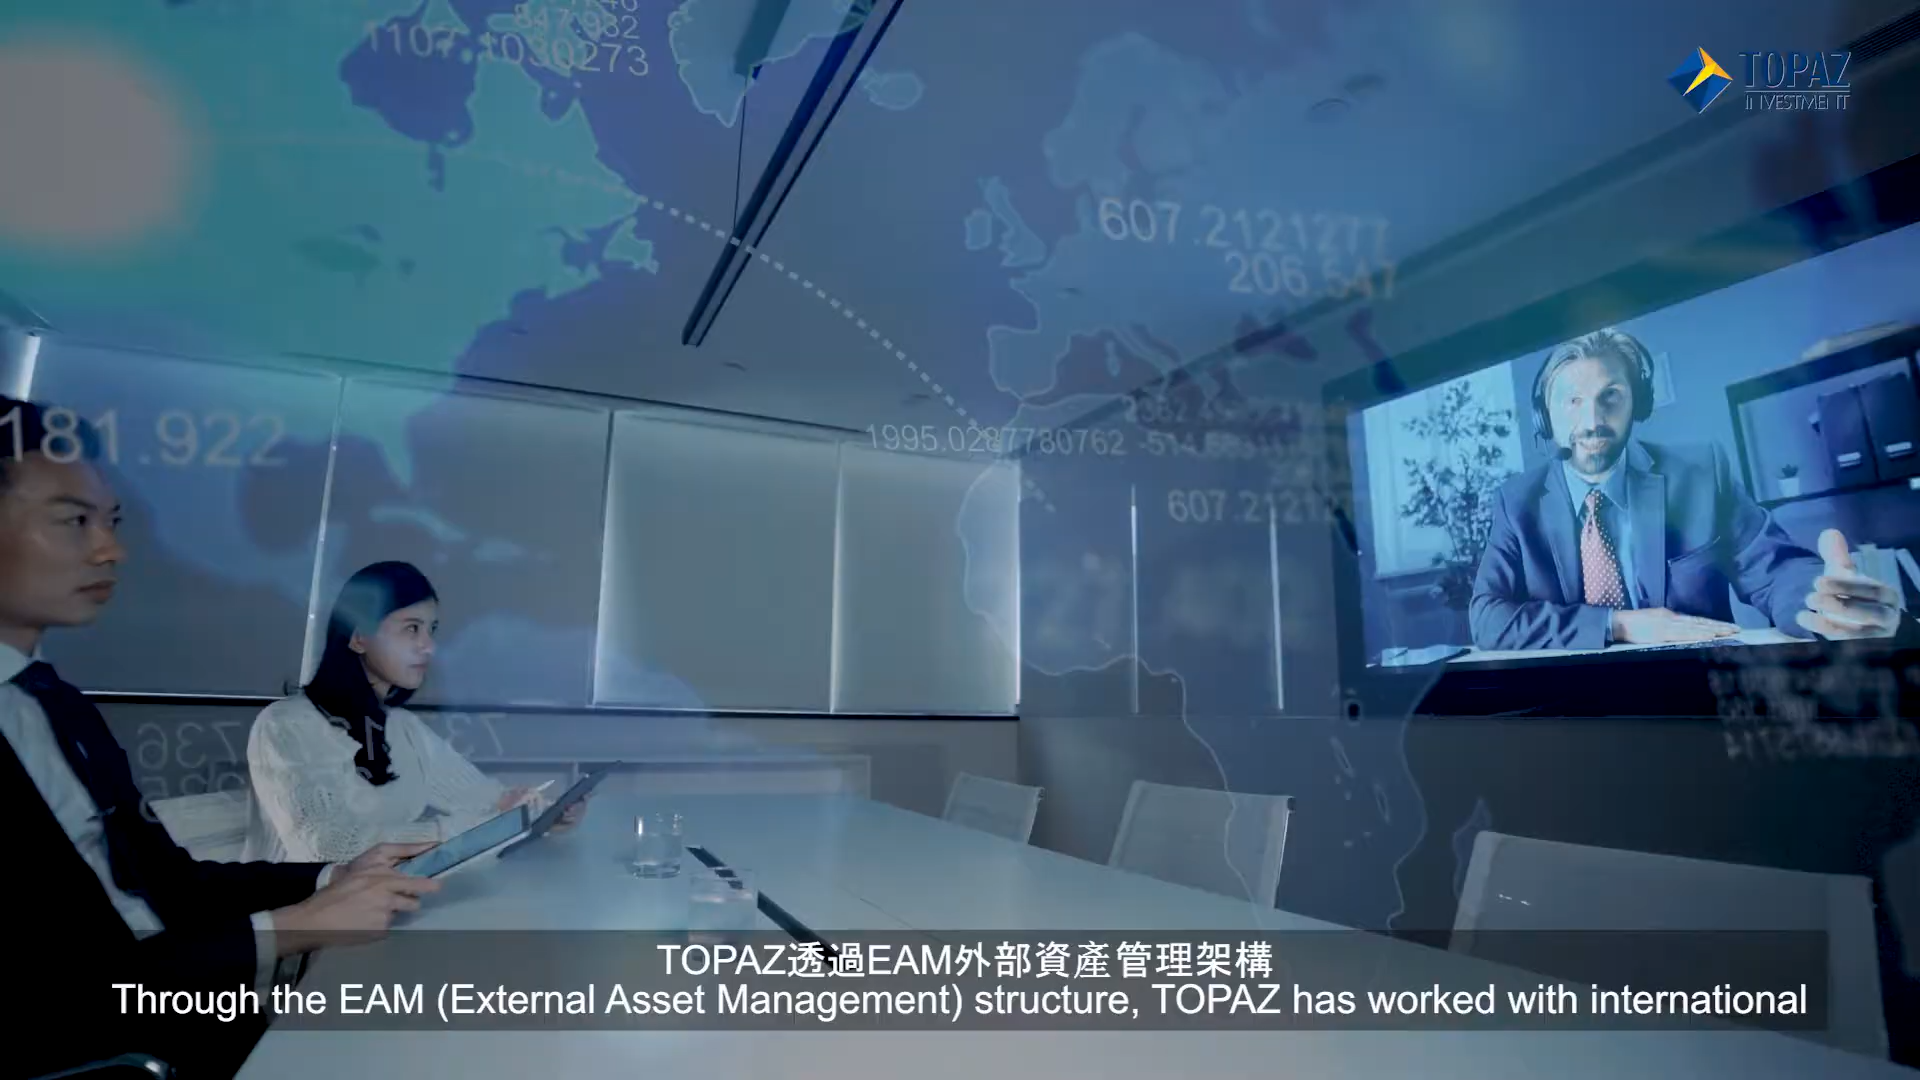 847.982
1107.1030273
TOPAZ
INVESTMENT
607.2121277
206.547
181.922
1995.0287780762
607.2121
TOPAZ透過EAM外部資產管理架構
Through the EAM (External Asset Management) structure, TOPAZ has worked with international